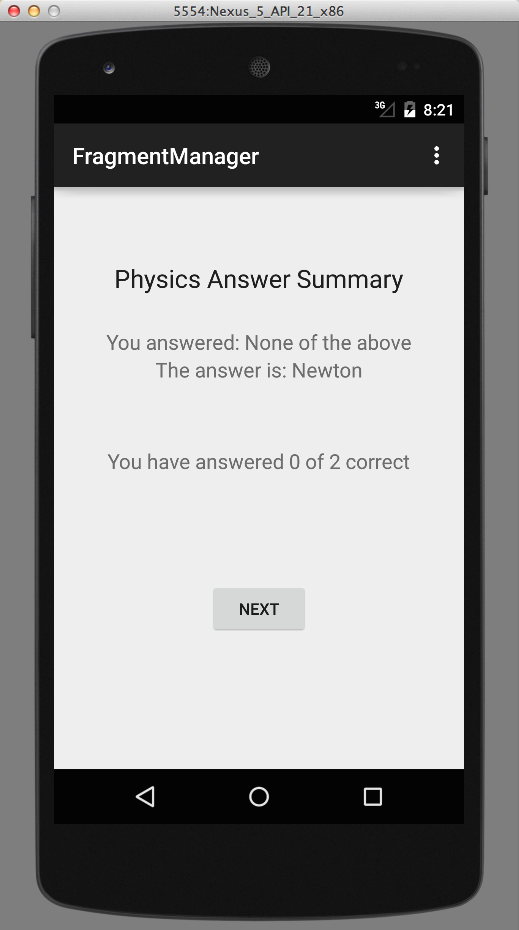 5554:Nexus_5_API_21_x86
3G 8:21
FragmentManager
Physics Answer Summary
You answered: None of the above
The answer is: Newton
You have answered 0 of 2 correct
NEXT